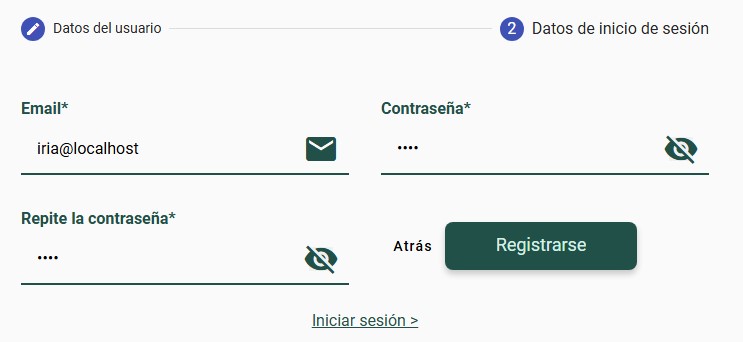 Datos del usuario
2 Datos de inicio de sesión
Email*
Contraseña*
iria@localhost
••••
Repite la contraseña*
••••
Atrás
Registrarse
Iniciar sesión >